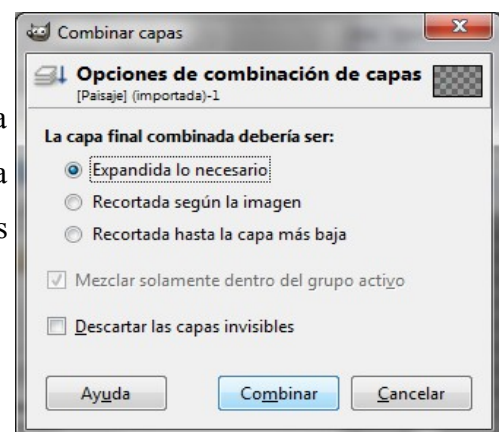 Combinar capas
Opciones de combinación de capas
[Paisaje] (importada)-1
La capa final combinada debería ser:
Expandida lo necesario
Recortada según la imagen
Recortada hasta la capa más baja
Mezclar solamente dentro del grupo activo
Descartar las capas invisibles
Ayuda Combinar Cancelar
a
a
s